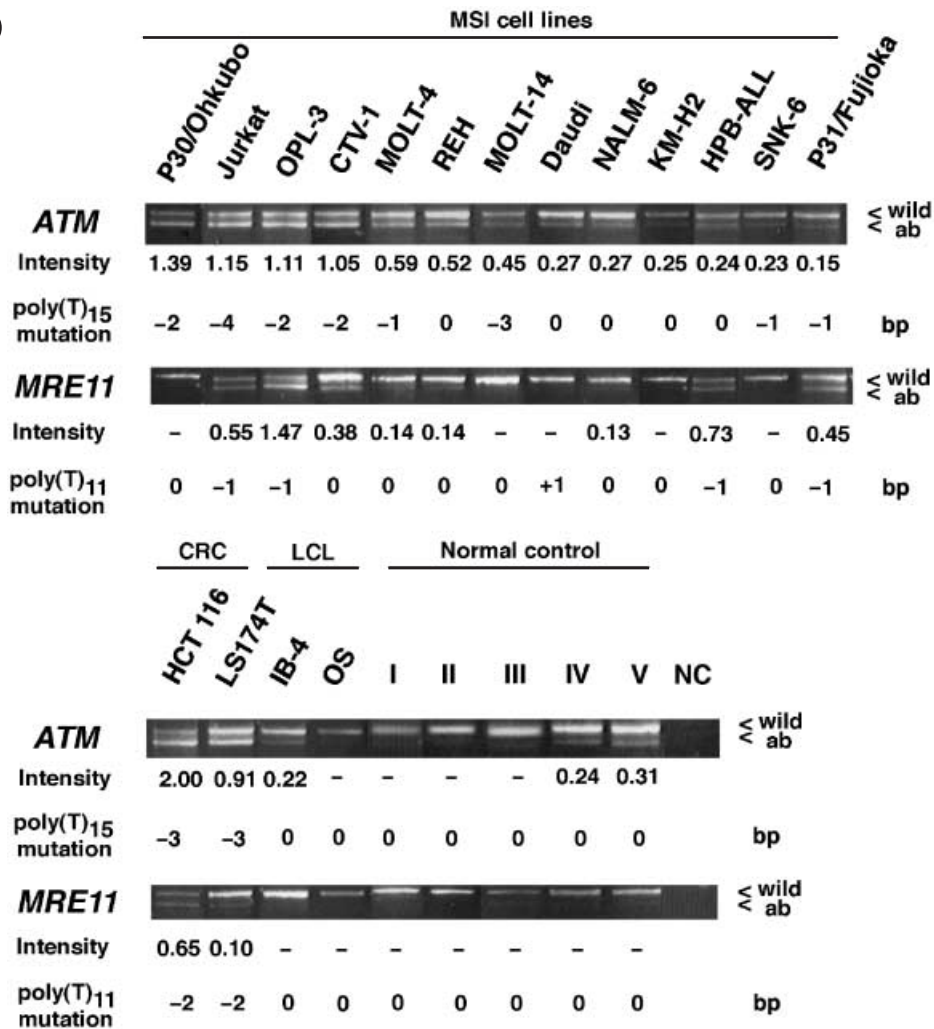 )
MSI cell lines
P30/Ohkubo Jurkat OPL-3 CTV-1 MOLT-4 REH MOLT-14 Daudi NALM-6 KM-H2 HPB-ALL SNK-6 P31/Fujioka
ATM < wild
< ab
Intensity 1.39 1.15 1.11 1.05 0.59 0.52 0.45 0.27 0.27 0.25 0.24 0.23 0.15
poly(T)15 mutation −2 −4 −2 −2 −1 0 −3 0 0 0 0 −1 −1 bp
MRE11 < wild
< ab
Intensity – 0.55 1.47 0.38 0.14 0.14 – – 0.13 – 0.73 – 0.45
poly(T)11 mutation 0 −1 −1 0 0 0 0 +1 0 0 −1 0 −1 bp
CRC LCL Normal control
HCT 116 LS174T IB-4 OS I II III IV V NC
ATM < wild
< ab
Intensity 2.00 0.91 0.22 – – – – 0.24 0.31
poly(T)15 mutation −3 −3 0 0 0 0 0 0 0 bp
MRE11 < wild
< ab
Intensity 0.65 0.10 – – – – – – –
poly(T)11 mutation −2 −2 0 0 0 0 0 0 0 bp